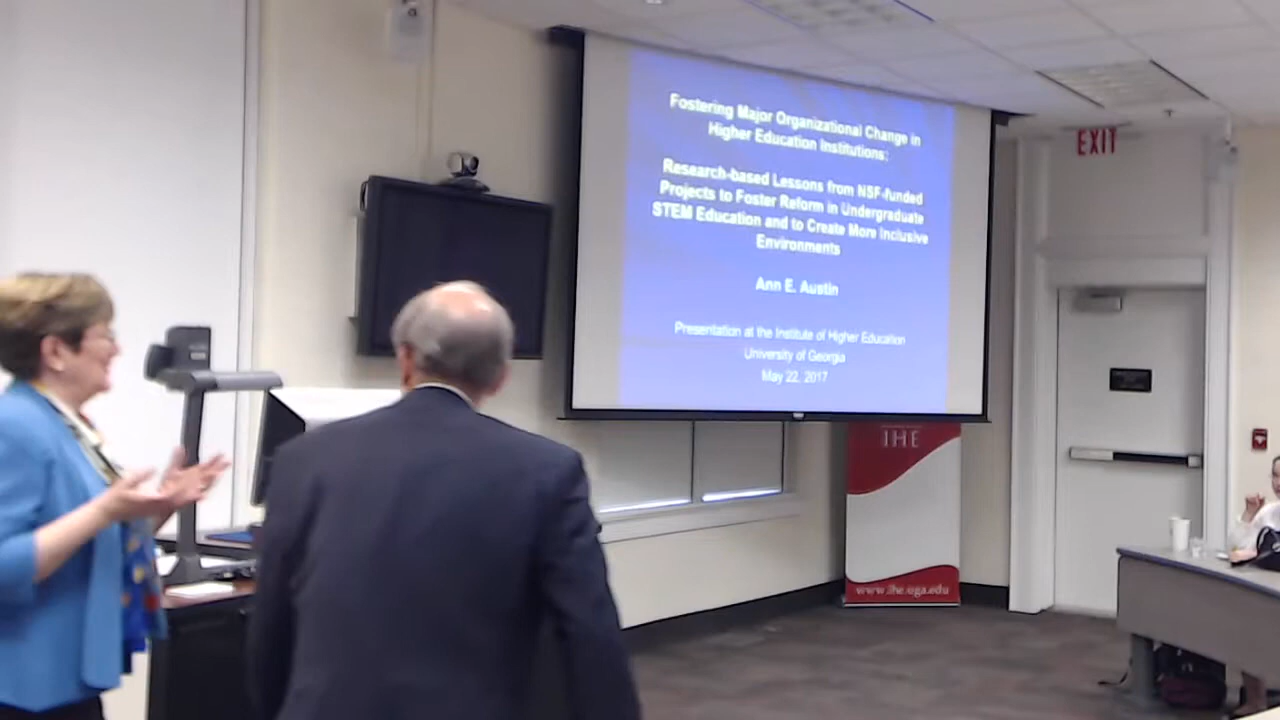 Fostering Major Organizational Change in
Higher Education Institutions:
Research-based Lessons from NSF-funded
Projects to Foster Reform in Undergraduate
STEM Education and to Create More Inclusive
Environments
Ann E. Austin
Presentation at the Institute of Higher Education
University of Georgia
May 22, 2017
EXIT
IHE
www.ihe.uga.edu